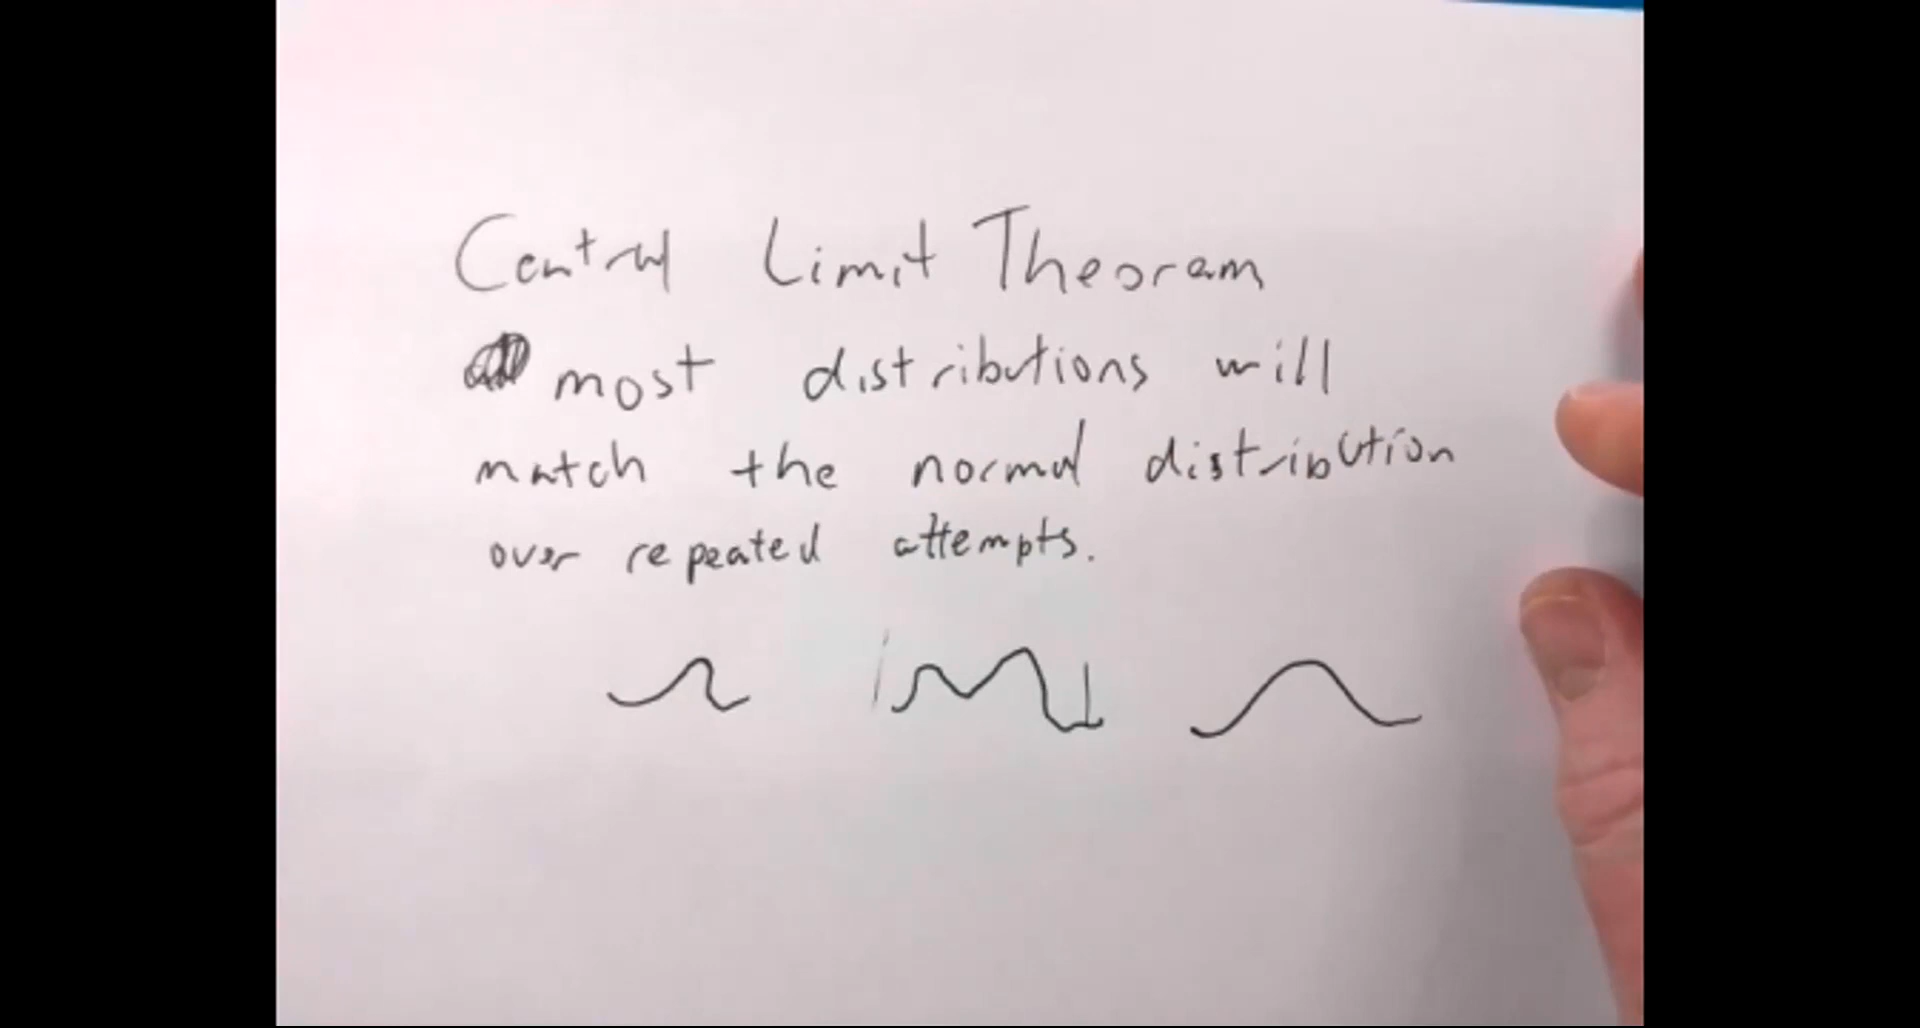 Central Limit Theoram
most distributions will
match the normal distribution
over repeated attempts.